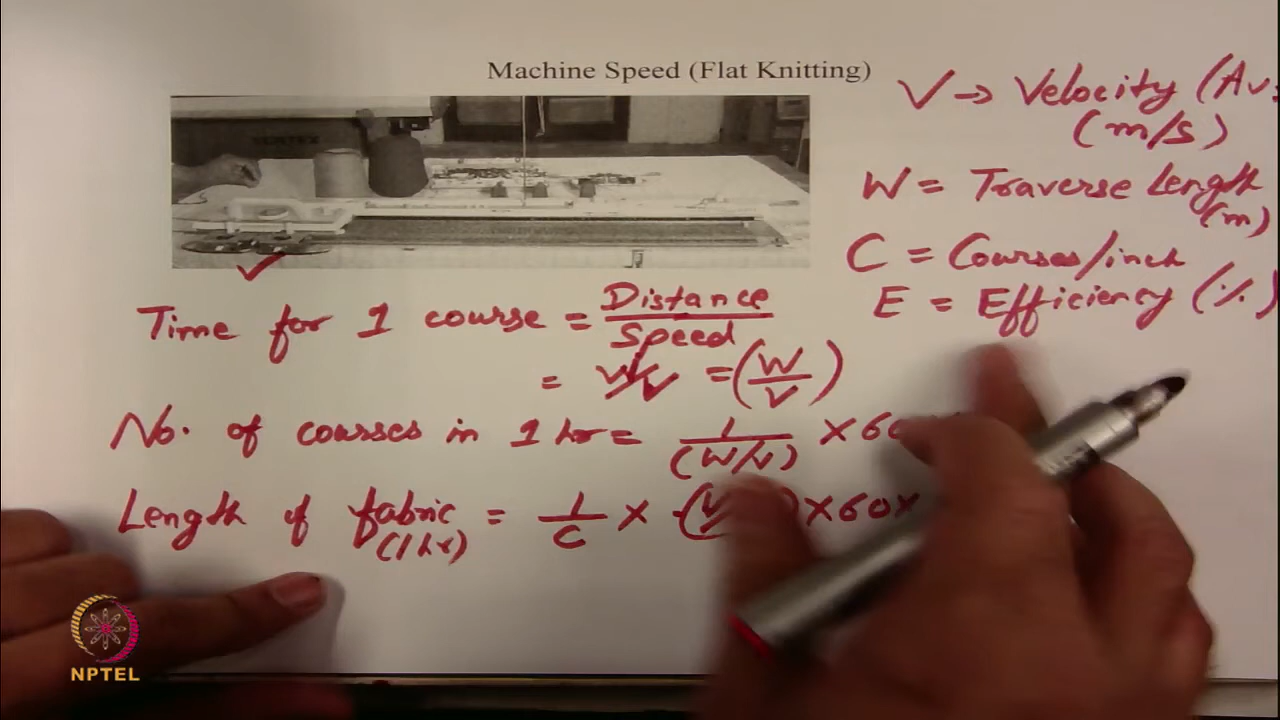 Machine Speed (Flat Knitting)
V → Velocity (Av
(m/s)
W = Traverse Length
(m)
C = Courses/inch
E = Efficiency (%)
Time for 1 course = Distance
Speed
= W/V = (W/V)
No. of courses in 1 hr = 1/(W/V) × 60
Length of fabric = 1/C × × 60 ×
(1 hr)
NPTEL